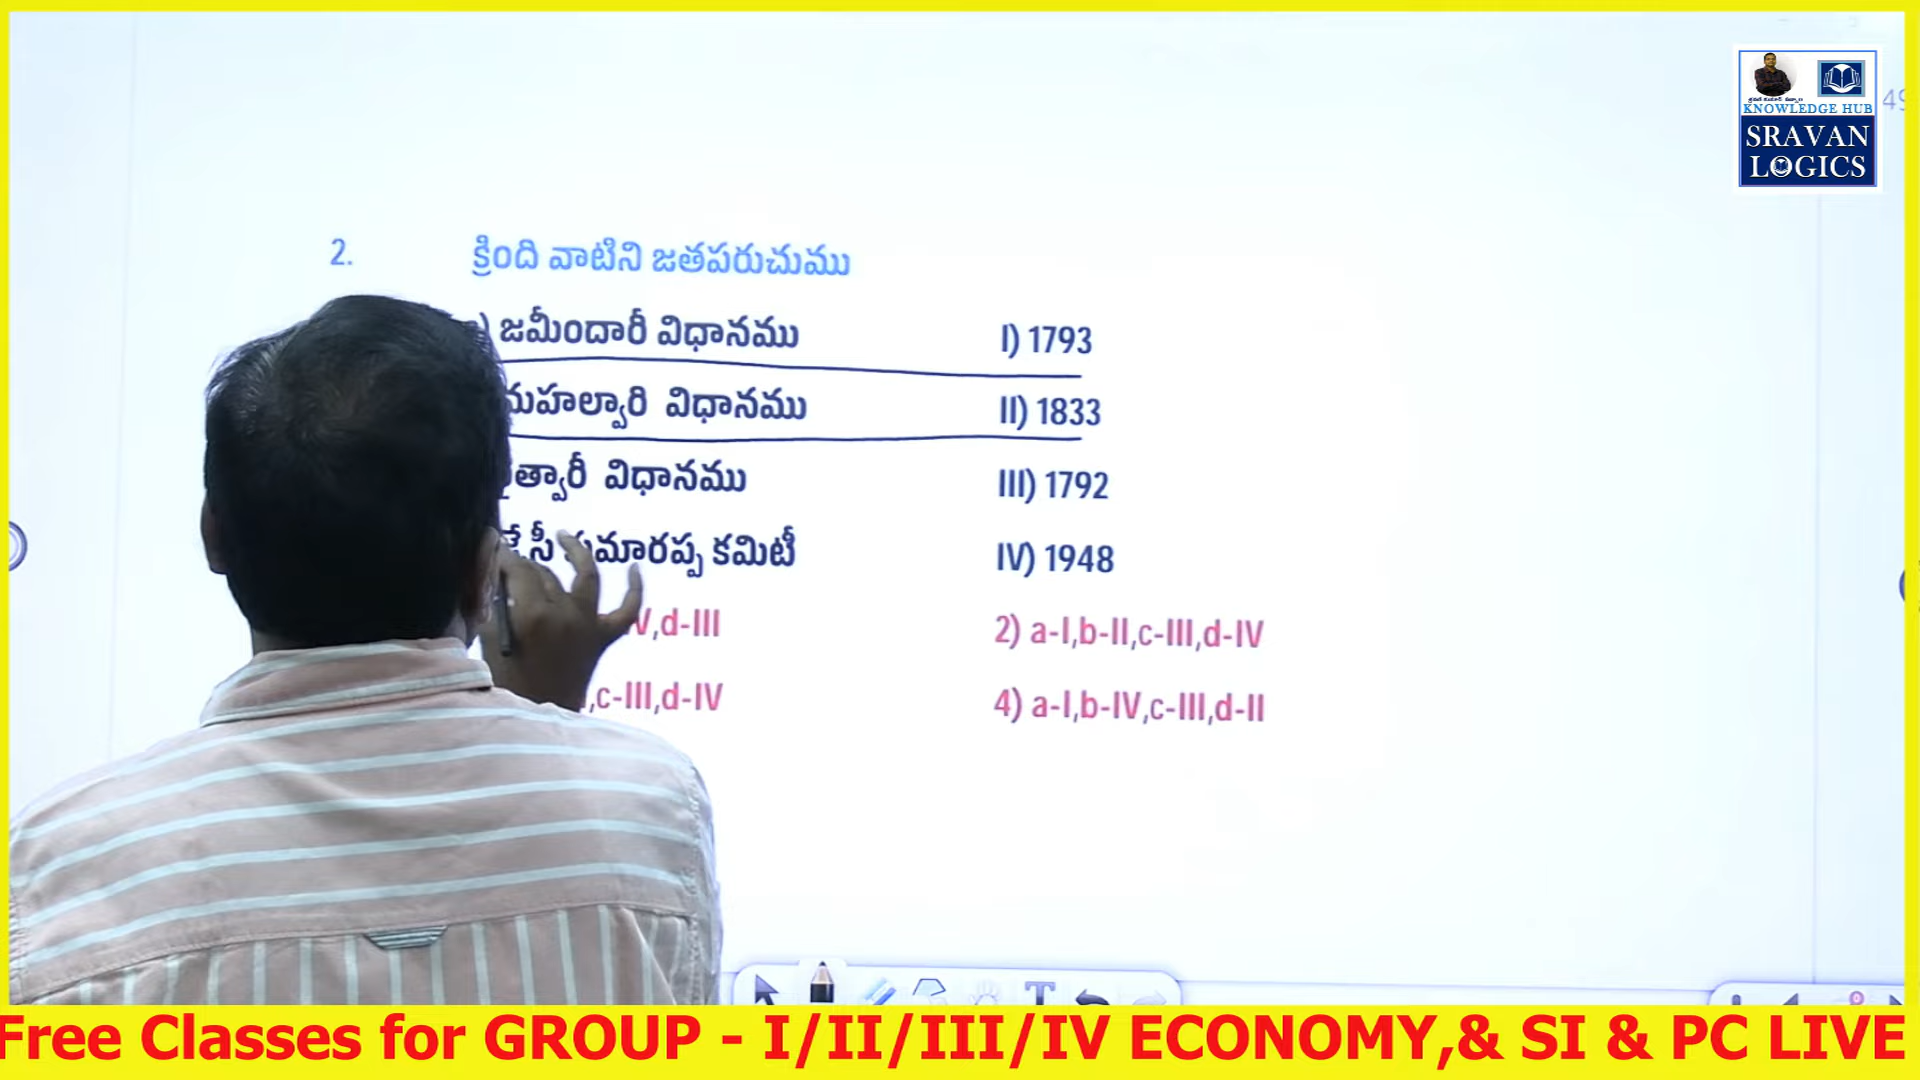 శ్రవణ్ కుమార్
KNOWLEDGE HUB
SRAVAN
LOGICS
49
2. క్రింది వాటిని జతపరుచుము
జమీందారీ విధానము I) 1793
మహల్వారి విధానము II) 1833
విధానము III) 1792
కమిటీ IV) 1948
V,d-III 2) a-I,b-II,c-III,d-IV
,c-III,d-IV 4) a-I,b-IV,c-III,d-II
T
Free Classes for GROUP - I/II/III/IV ECONOMY,& SI & PC LIVE